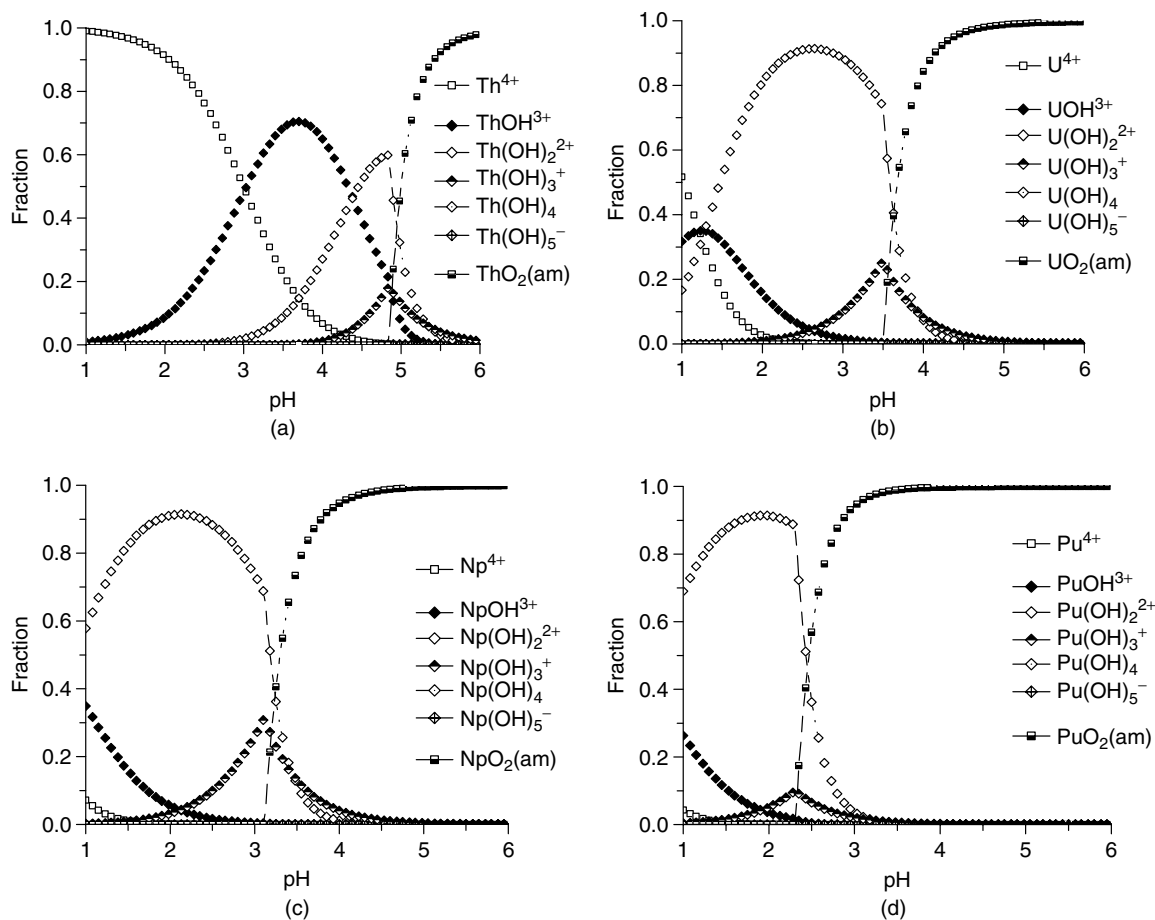 1.0
0.8
0.6
0.4
0.2
0.0
Fraction
1 2 3 4 5 6
pH
(a)
Th⁴⁺
ThOH³⁺
Th(OH)₂²⁺
Th(OH)₃⁺
Th(OH)₄
Th(OH)₅⁻
ThO₂(am)
1.0
0.8
0.6
0.4
0.2
0.0
Fraction
1 2 3 4 5 6
pH
(b)
U⁴⁺
UOH³⁺
U(OH)₂²⁺
U(OH)₃⁺
U(OH)₄
U(OH)₅⁻
UO₂(am)
1.0
0.8
0.6
0.4
0.2
0.0
Fraction
1 2 3 4 5 6
pH
(c)
Np⁴⁺
NpOH³⁺
Np(OH)₂²⁺
Np(OH)₃⁺
Np(OH)₄
Np(OH)₅⁻
NpO₂(am)
1.0
0.8
0.6
0.4
0.2
0.0
Fraction
1 2 3 4 5 6
pH
(d)
Pu⁴⁺
PuOH³⁺
Pu(OH)₂²⁺
Pu(OH)₃⁺
Pu(OH)₄
Pu(OH)₅⁻
PuO₂(am)